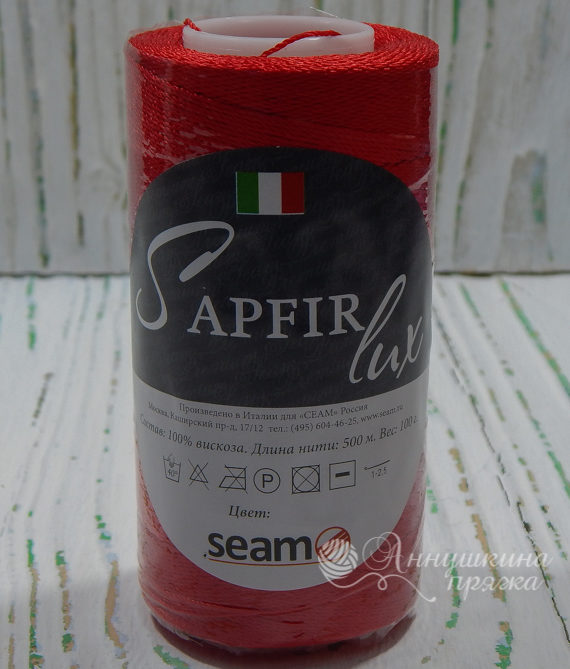 SAPFIR
lux
Произведено в Италии для «СЕАМ» Россия
Москва, Каширский пр-д, 17/12 тел.: (495) 604-46-25, www.seam.ru
Состав: 100% вискоза. Длина нити: 500 м. Вес: 100 г.
40°
P
1-2.5
Цвет:
seam
Аннушкина
пряжа